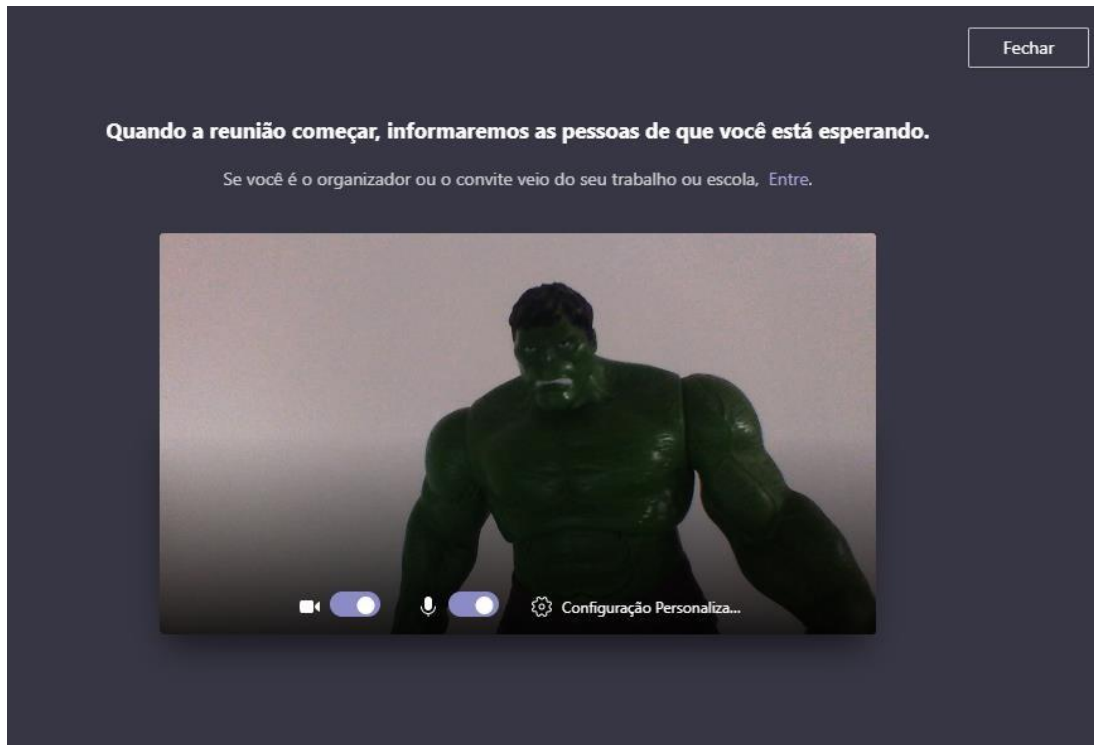 Fechar
Quando a reunião começar, informaremos as pessoas de que você está esperando.
Se você é o organizador ou o convite veio do seu trabalho ou escola, Entre.
Configuração Personaliza...